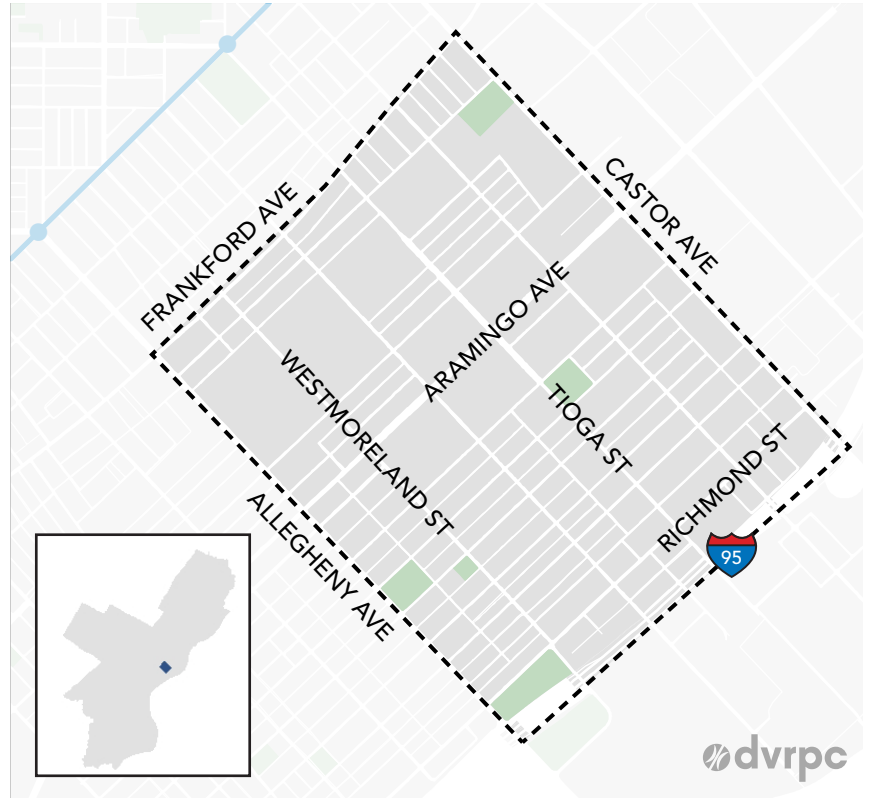 FRANKFORD AVE
CASTOR AVE
ARAMINGO AVE
WESTMORELAND ST
TIOGA ST
RICHMOND ST
ALLEGHENY AVE
95
dvrpc